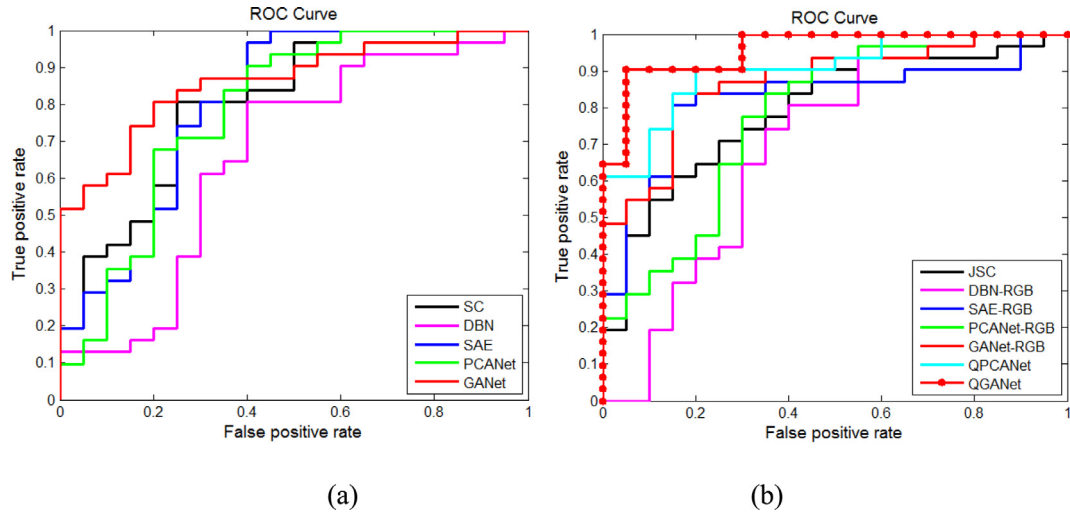 ROC Curve
1
0.9
0.8
0.7
0.6
0.5
0.4
0.3
0.2
0.1
0
True positive rate
0
0.2
0.4
0.6
0.8
1
False positive rate
SC
DBN
SAE
PCANet
GANet
(a)
ROC Curve
1
0.9
0.8
0.7
0.6
0.5
0.4
0.3
0.2
0.1
0
True positive rate
0
0.2
0.4
0.6
0.8
1
False positive rate
JSC
DBN-RGB
SAE-RGB
PCANet-RGB
GANet-RGB
QPCANet
QGANet
(b)